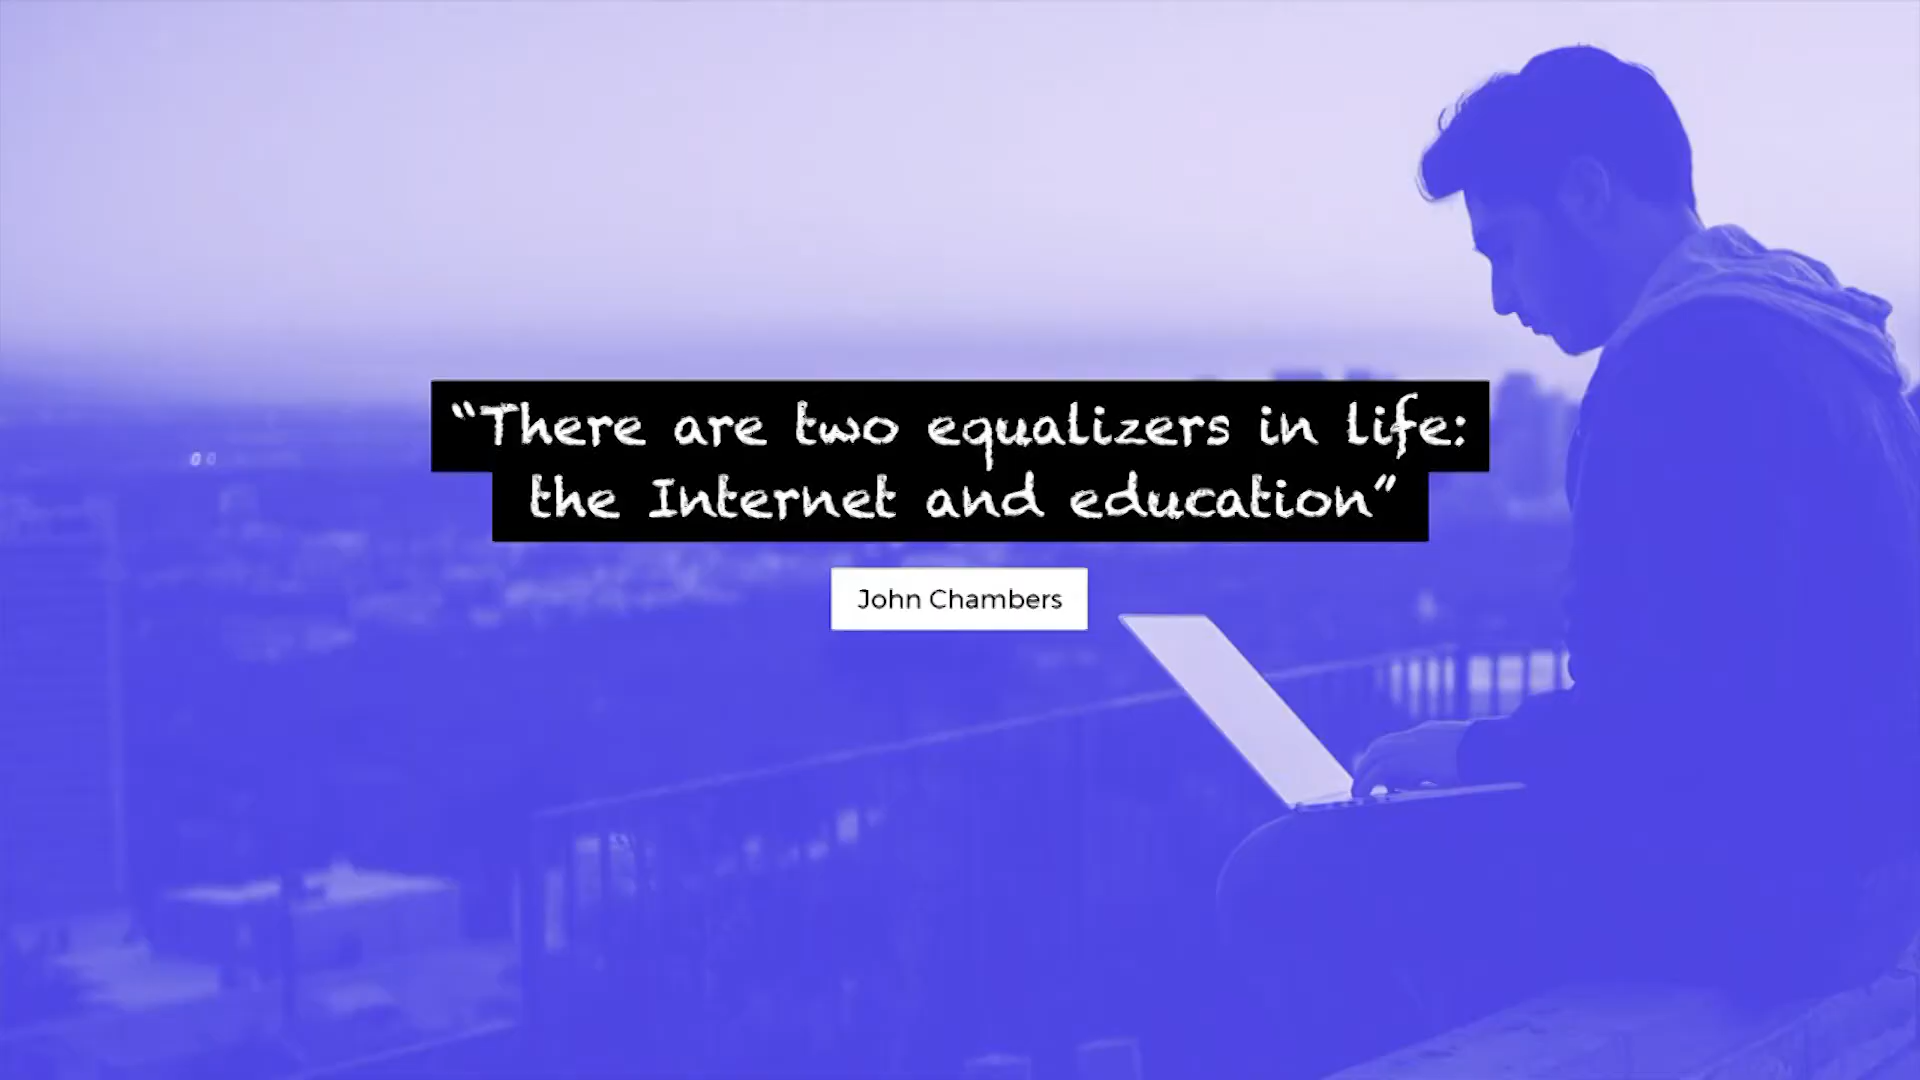 “There are two equalizers in life:
the Internet and education”
John Chambers